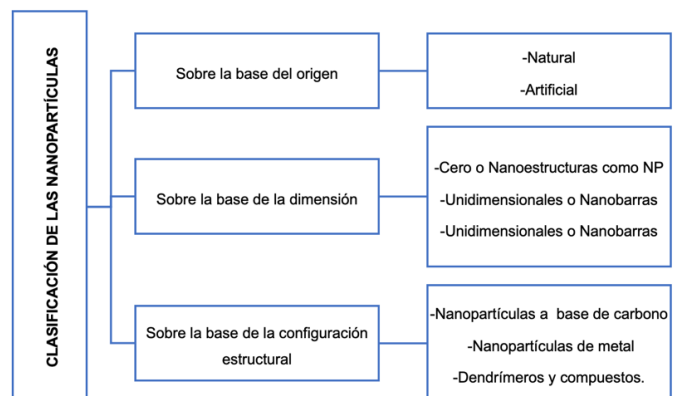 CLASIFICACIÓN DE LAS NANOPARTÍCULAS
Sobre la base del origen
-Natural
-Artificial
Sobre la base de la dimensión
-Cero o Nanoestructuras como NP
-Unidimensionales o Nanobarras
-Unidimensionales o Nanobarras
Sobre la base de la configuración
estructural
-Nanopartículas a base de carbono
-Nanopartículas de metal
-Dendrímeros y compuestos.